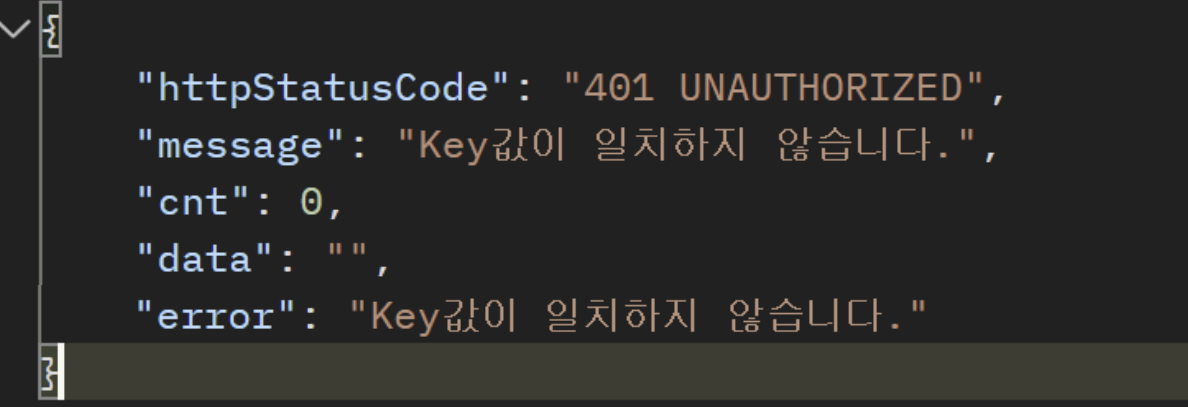 {
"httpStatusCode": "401 UNAUTHORIZED",
"message": "Key값이 일치하지 않습니다.",
"cnt": 0,
"data": "",
"error": "Key값이 일치하지 않습니다."
}